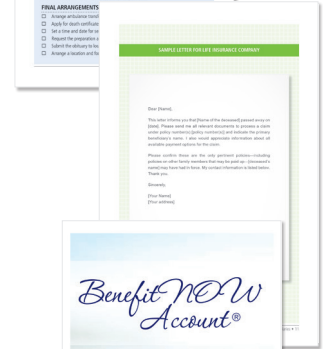 FINAL ARRANGEMENTS
Arrange ambulance transf
Apply for death certificates
Set a time and date for se
Request the preparation o
Submit the obituary to loc
Arrange a location and fo
SAMPLE LETTER FOR LIFE INSURANCE COMPANY
Dear [Name],
This letter informs you that [Name of the deceased] passed away on
[date]. Please send me all relevant documents to process a claim
under policy number(s) [policy number(s)] and indicate the primary
beneficiary's name. I also would appreciate information about all
available payment options for the claim.
Please confirm these are the only pertinent policies—including
policies on other family members that may be paid up - [deceased's
name] may have had in force. My contact information is listed below.
Thank you.
Sincerely,
[Your Name]
[Your address]
BenefitNOW
Account®